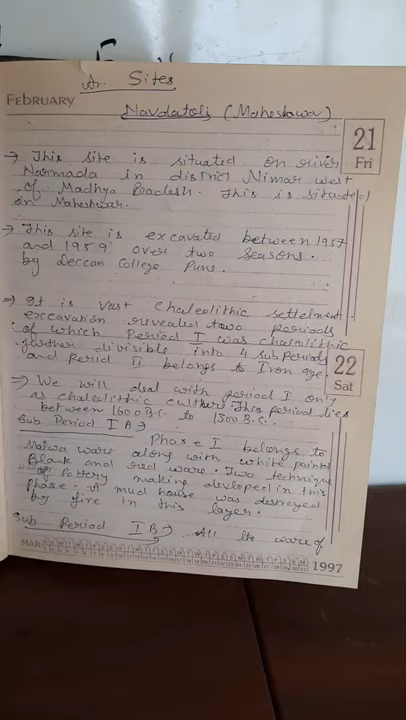 Ar. Sites
FEBRUARY
Navdatoli (Maheshwar)
21
Fri
→ This site is situated on river
Narmada in district Nimar west
of Madhya Pradesh. This is situated
in Maheshwar.
→ This site is excavated between 1957
and 1959 over two seasons.
by Deccan College Pune.
→ It is vast chalcolithic settlement.
excavation revealed two periods
of which Period I was chalcolithic
further divisible into 4 sub periods
and period II belongs to Iron age.
22
Sat
→ We will deal with period I only
as chalcolithic culture. This period lies
between 1600 B.C. to 1300 B.C.
Sub Period I A→
Phase I belongs to
Malwa ware along with white painted
Black and red ware. Two technique
of pottery making devloped in this
phase. A mud house was destroyed
by fire in this layer.
Sub Period I B→ All the ware of
MAR
1997